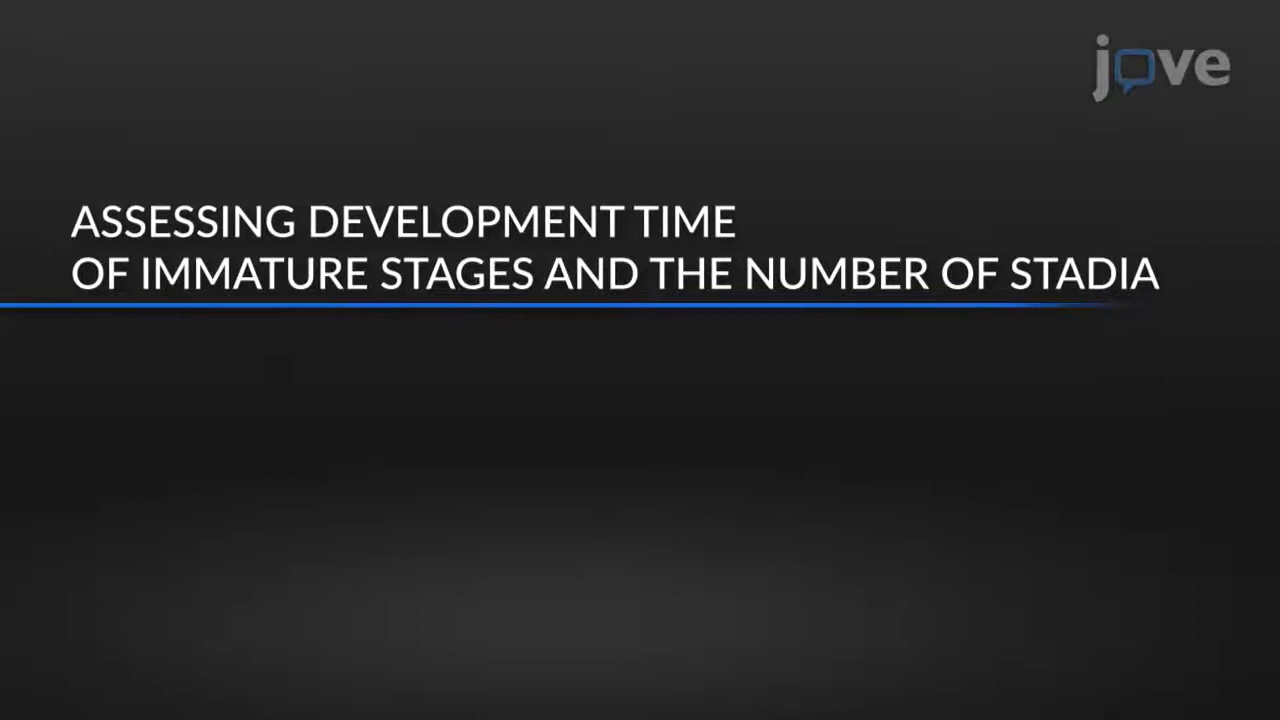 jove
ASSESSING DEVELOPMENT TIME
OF IMMATURE STAGES AND THE NUMBER OF STADIA